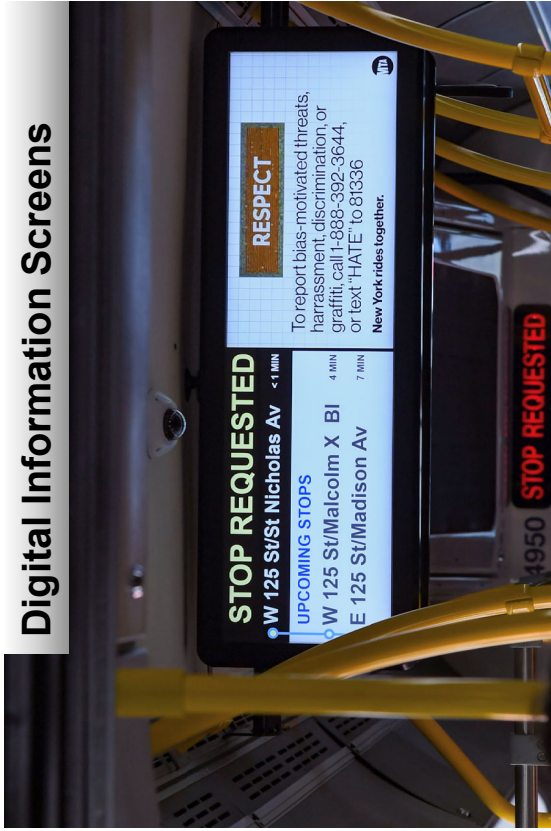 Digital Information Screens
STOP REQUESTED
W 125 St/St Nicholas Av <1 MIN
UPCOMING STOPS
W 125 St/Malcolm X Bl 4 MIN
E 125 St/Madison Av 7 MIN
RESPECT
To report bias-motivated threats,
harrassment, discrimination, or
graffiti, call 1-888-392-3644,
or text "HATE" to 81336
New York rides together.
MTA
4950
STOP REQUESTED